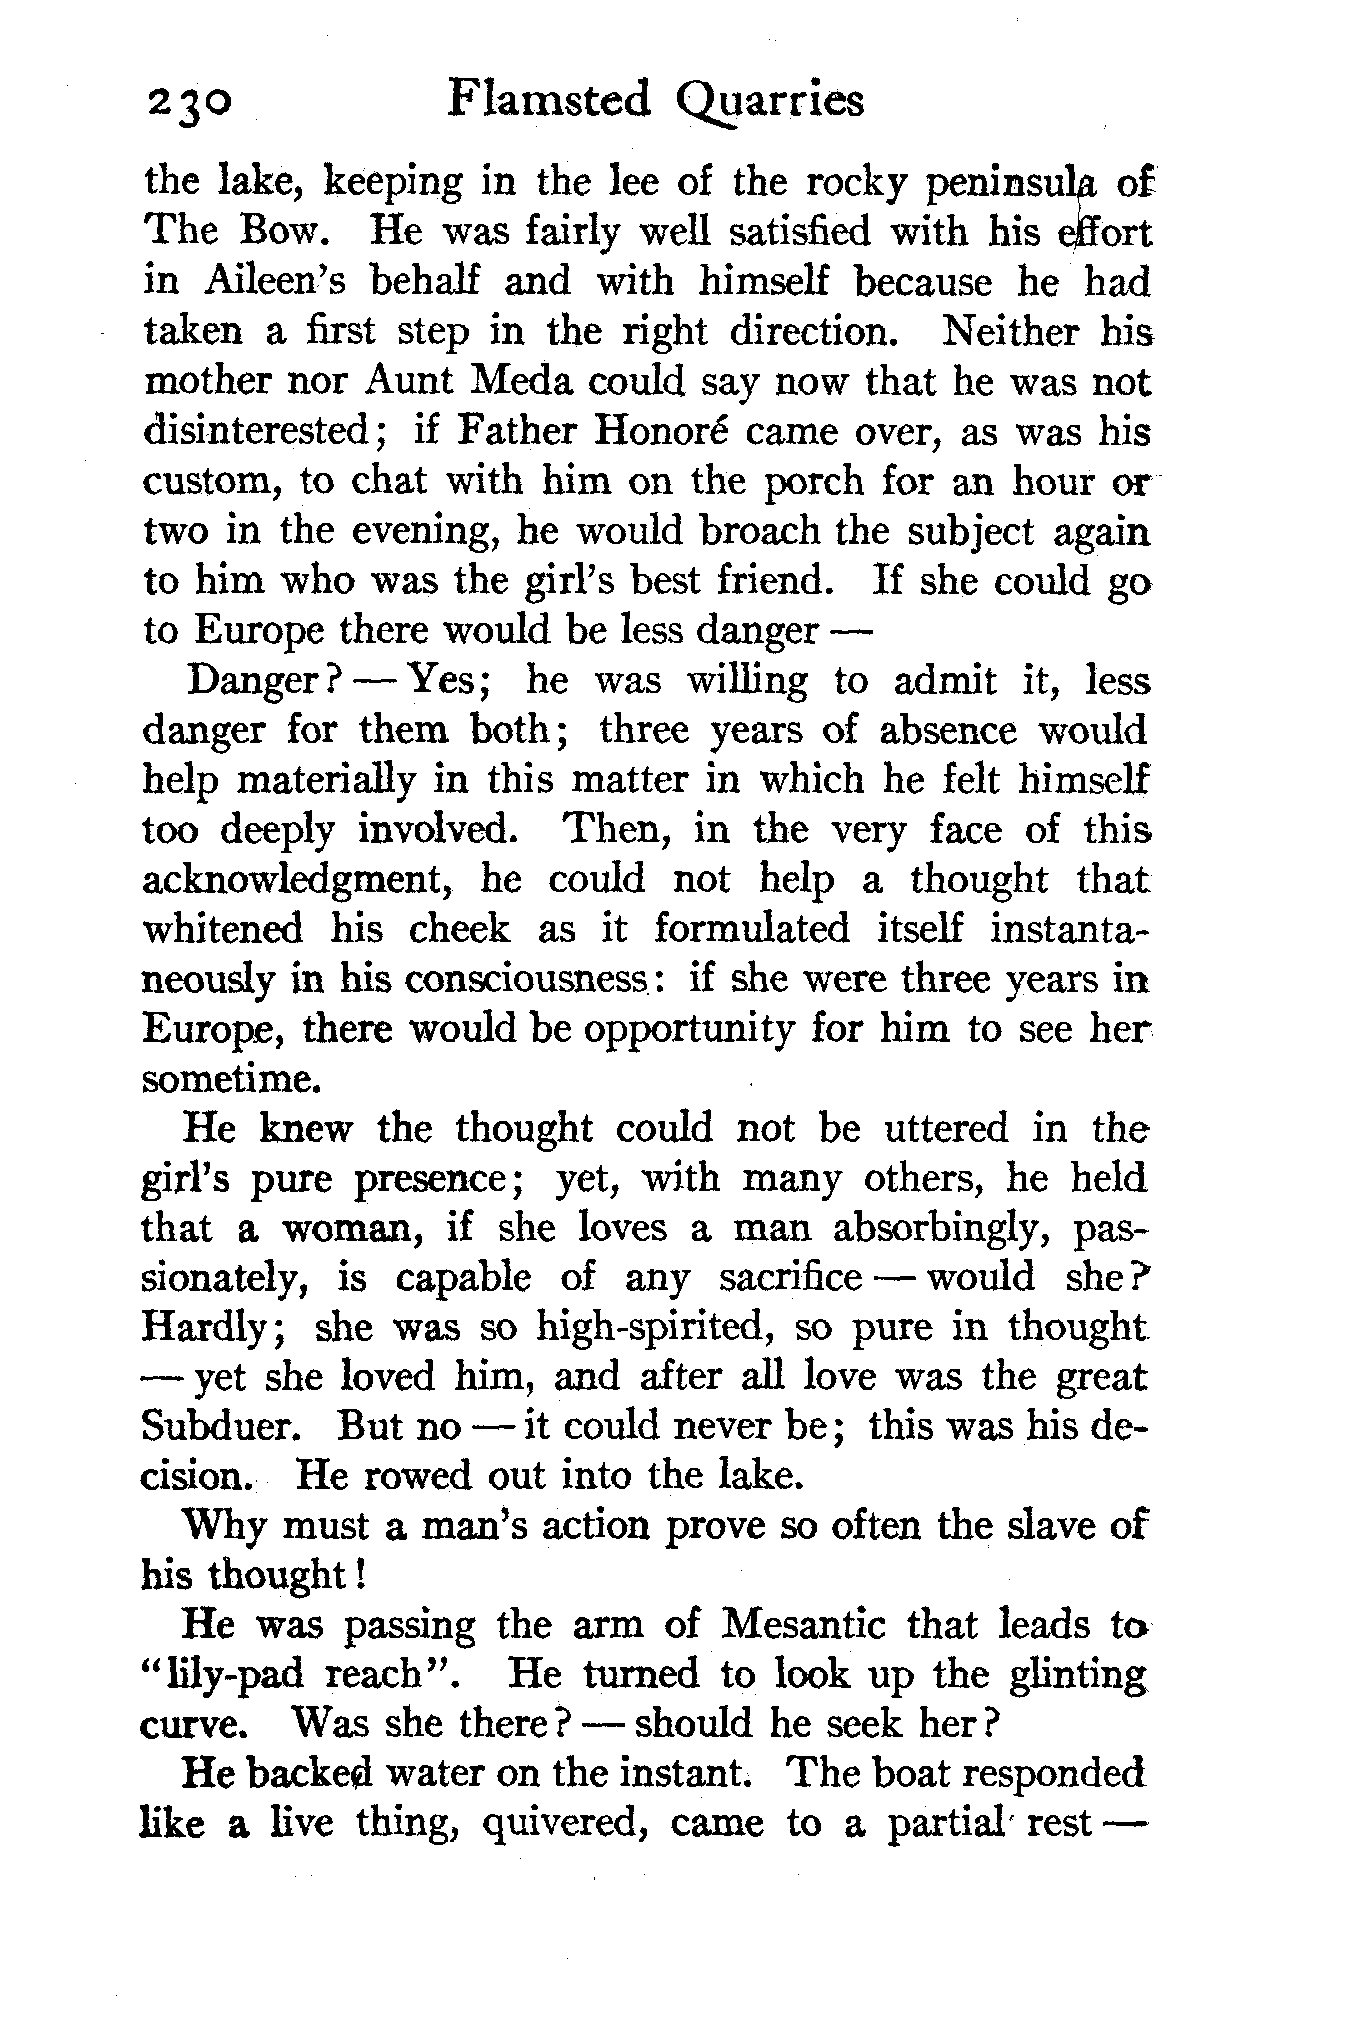 230 Flamsted Quarries
the lake, keeping in the lee of the rocky peninsula of
The Bow. He was fairly well satisfied with his effort
in Aileen's behalf and with himself because he had
taken a first step in the right direction. Neither his
mother nor Aunt Meda could say now that he was not
disinterested; if Father Honoré came over, as was his
custom, to chat with him on the porch for an hour or
two in the evening, he would broach the subject again
to him who was the girl's best friend. If she could go
to Europe there would be less danger —
Danger? — Yes; he was willing to admit it, less
danger for them both; three years of absence would
help materially in this matter in which he felt himself
too deeply involved. Then, in the very face of this
acknowledgment, he could not help a thought that
whitened his cheek as it formulated itself instanta-
neously in his consciousness: if she were three years in
Europe, there would be opportunity for him to see her
sometime.
He knew the thought could not be uttered in the
girl's pure presence; yet, with many others, he held
that a woman, if she loves a man absorbingly, pas-
sionately, is capable of any sacrifice — would she?
Hardly; she was so high-spirited, so pure in thought
— yet she loved him, and after all love was the great
Subduer. But no — it could never be; this was his de-
cision. He rowed out into the lake.
Why must a man's action prove so often the slave of
his thought!
He was passing the arm of Mesantic that leads to
"lily-pad reach". He turned to look up the glinting
curve. Was she there? — should he seek her?
He backed water on the instant. The boat responded
like a live thing, quivered, came to a partial rest —